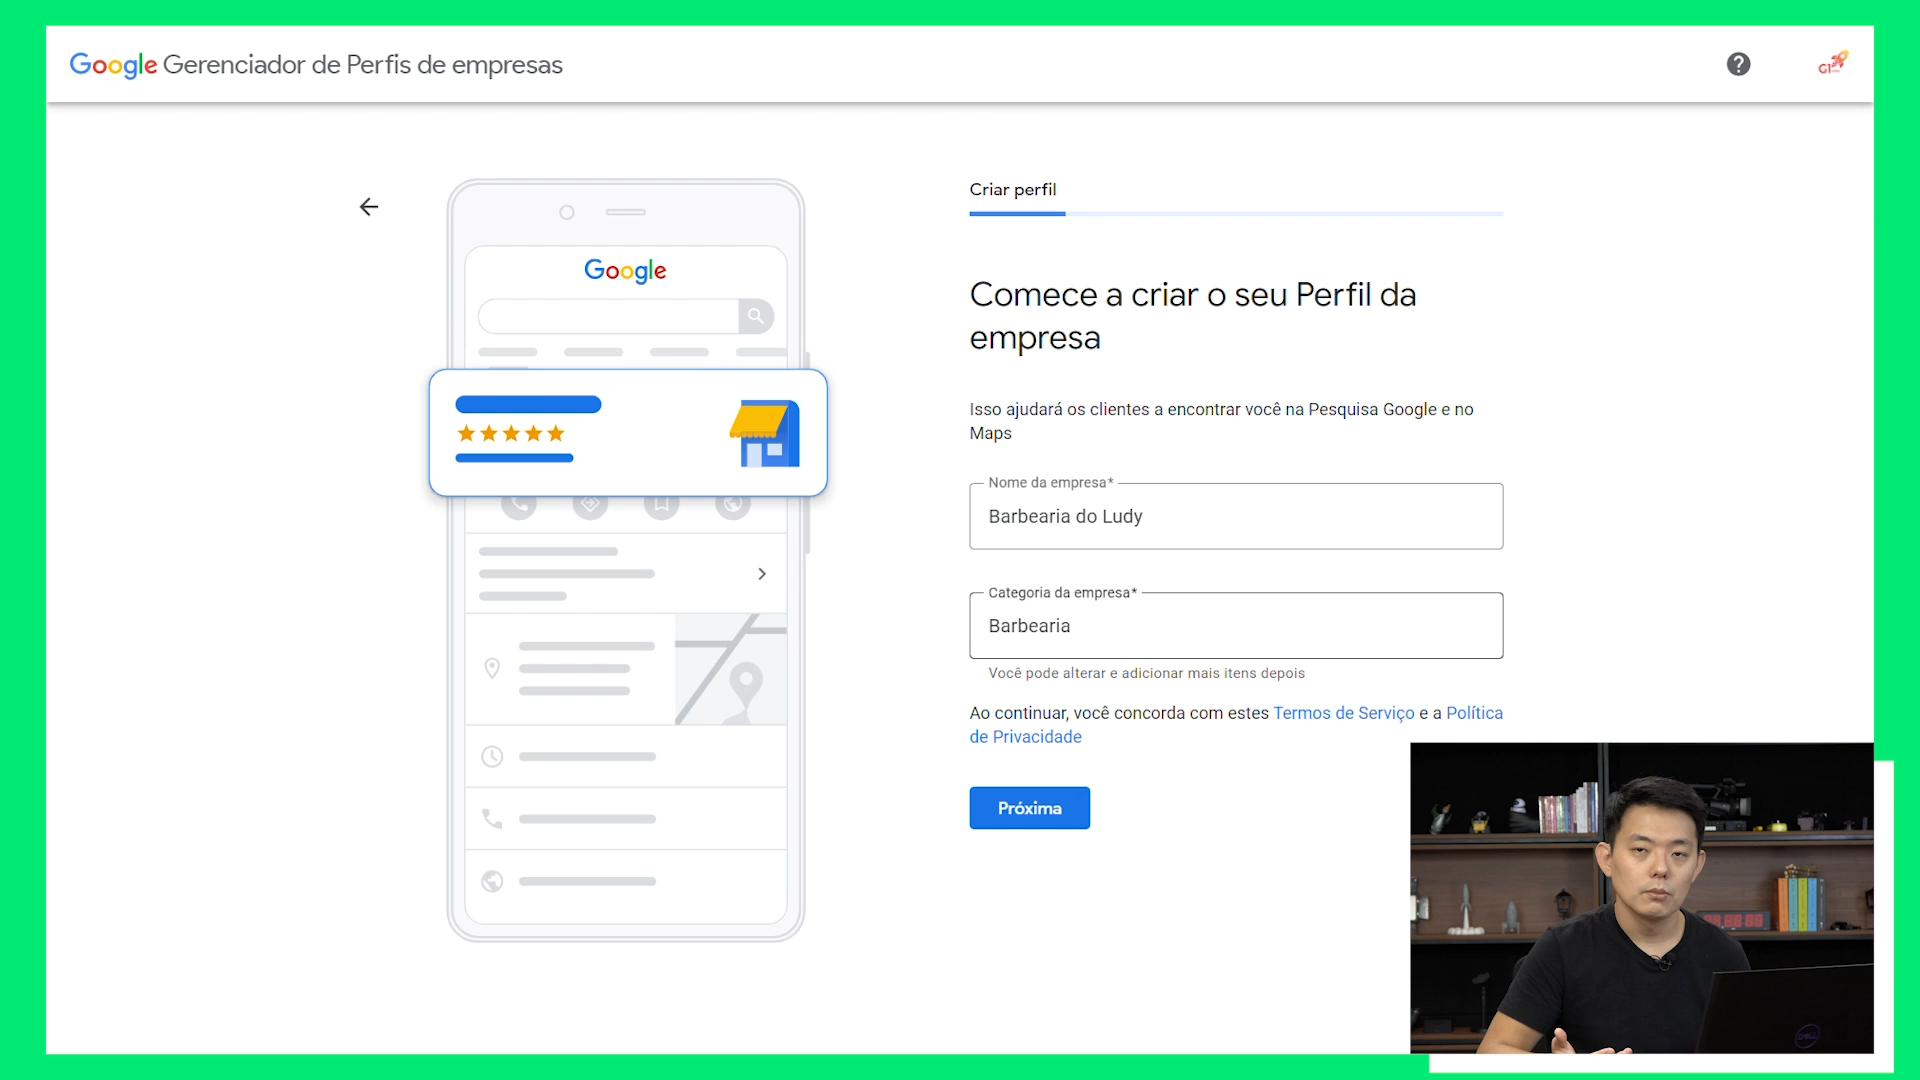 Google Gerenciador de Perfis de empresas
G1
Criar perfil
Google
Comece a criar o seu Perfil da
empresa
Isso ajudará os clientes a encontrar você na Pesquisa Google e no
Maps
Nome da empresa*
Barbearia do Ludy
Categoria da empresa*
Barbearia
Você pode alterar e adicionar mais itens depois
Ao continuar, você concorda com estes Termos de Serviço e a Política
de Privacidade
Próxima
DELL